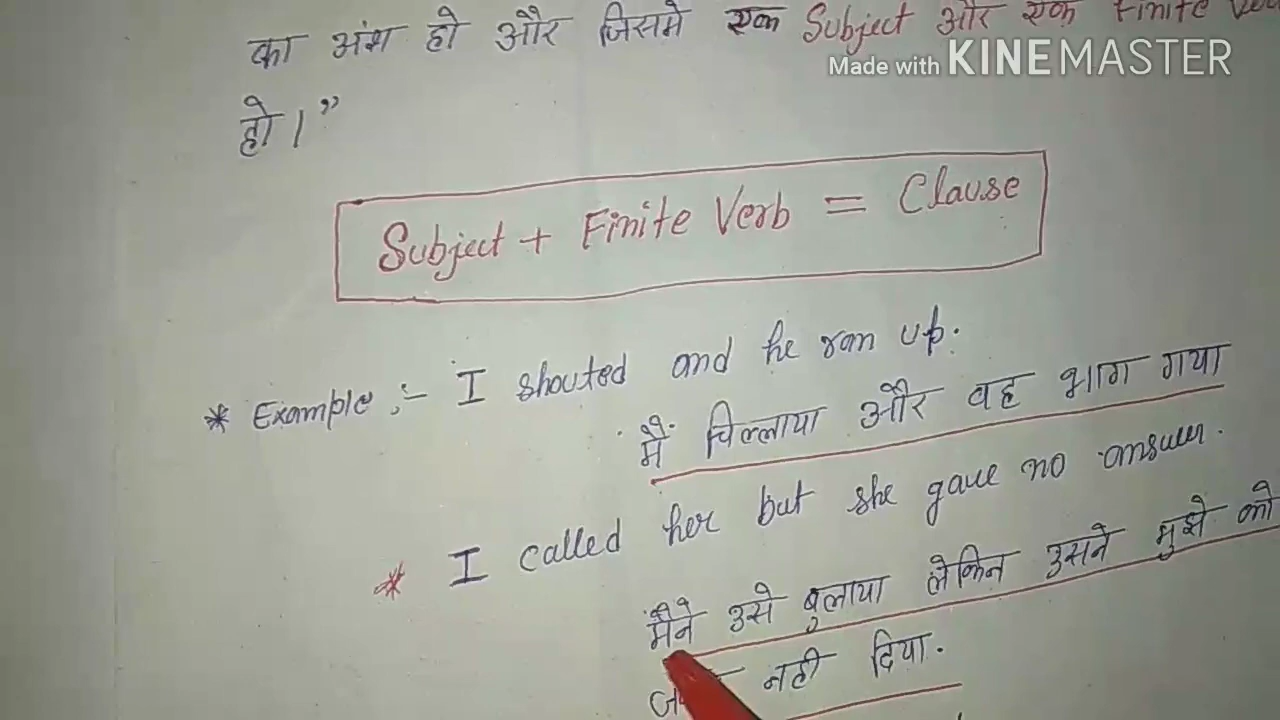 का अंश हो और जिसमे एक Subject और एक Finite
Made with KINEMASTER
हो।”
Subject + Finite Verb = Clause
* Example :- I shouted and he ran up.
मैं चिल्लाया और वह भाग गया
* I called her but she gave no answer.
मैंने उसे बुलाया लेकिन उसने मुझे को
नही दिया.